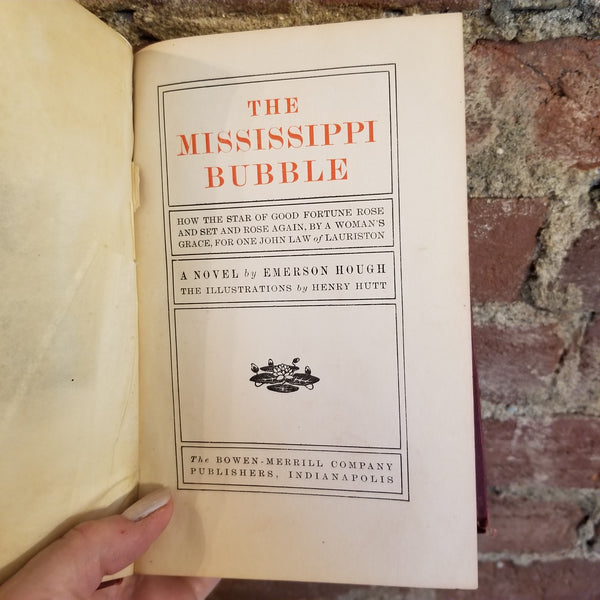 THE
MISSISSIPPI
BUBBLE
HOW THE STAR OF GOOD FORTUNE ROSE
AND SET AND ROSE AGAIN, BY A WOMAN'S
GRACE, FOR ONE JOHN LAW of LAURISTON
A NOVEL by EMERSON HOUGH
THE ILLUSTRATIONS by HENRY HUTT
The BOWEN-MERRILL COMPANY
PUBLISHERS, INDIANAPOLIS